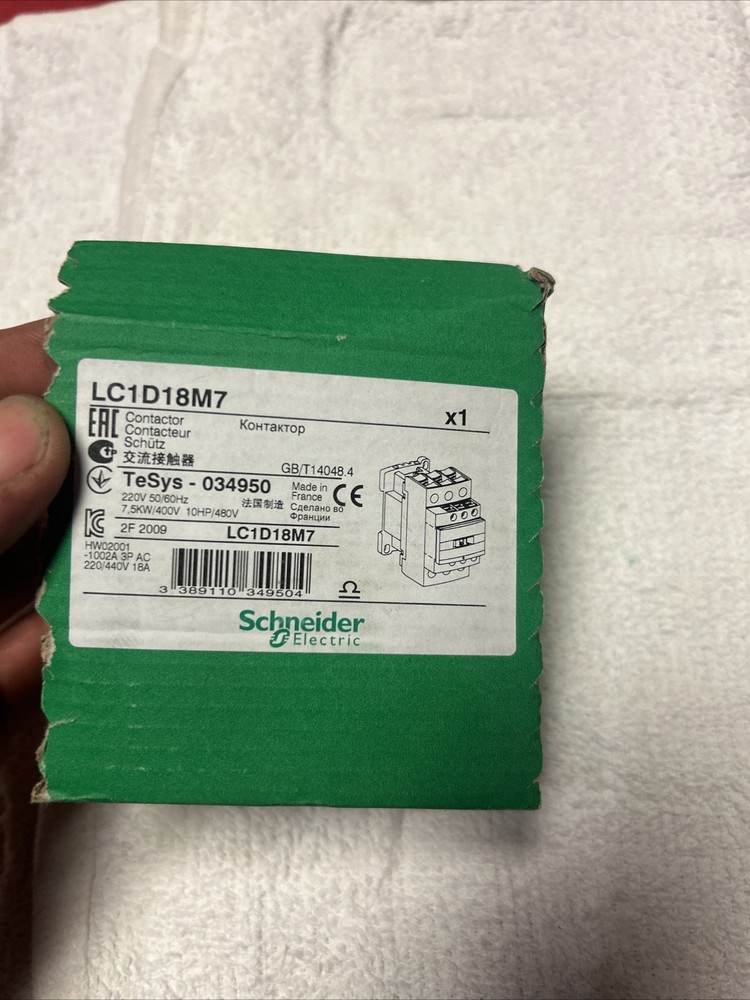 LC1D18M7
x1
EAC
Contactor
Контактор
Contacteur
Schütz
交流接触器
GB/T14048.4
TeSys - 034950
220V 50/60Hz
7,5KW/400V 10HP/480V
法国制造
Made in
France
Сделано во
Франции
CE
2F 2009
LC1D18M7
HW02001
-1002A 3P AC
220/440V 18A
3 389110 349504
Schneider
Electric